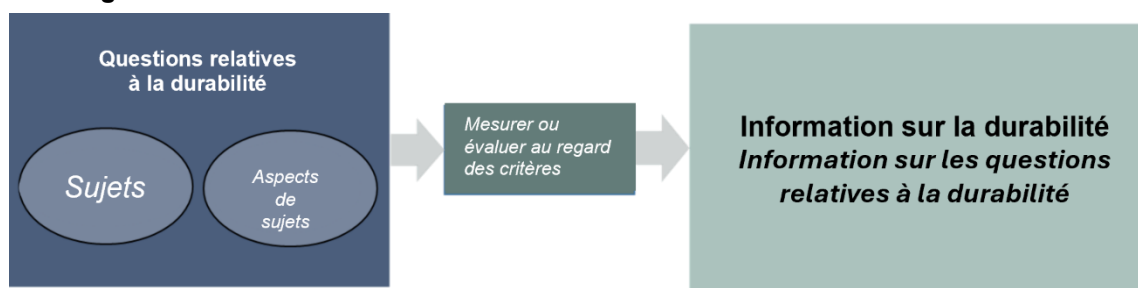 Questions relatives
à la durabilité
Sujets
Aspects
de
sujets
Mesurer ou
évaluer au regard
des critères
Information sur la durabilité
Information sur les questions
relatives à la durabilité